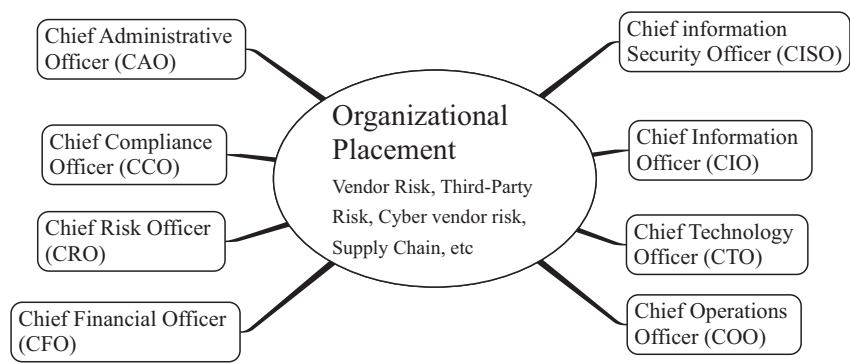 Chief Administrative
Officer (CAO)
Chief Compliance
Officer (CCO)
Chief Risk Officer
(CRO)
Chief Financial Officer
(CFO)
Organizational
Placement
Vendor Risk, Third-Party
Risk, Cyber vendor risk,
Supply Chain, etc
Chief information
Security Officer (CISO)
Chief Information
Officer (CIO)
Chief Technology
Officer (CTO)
Chief Operations
Officer (COO)